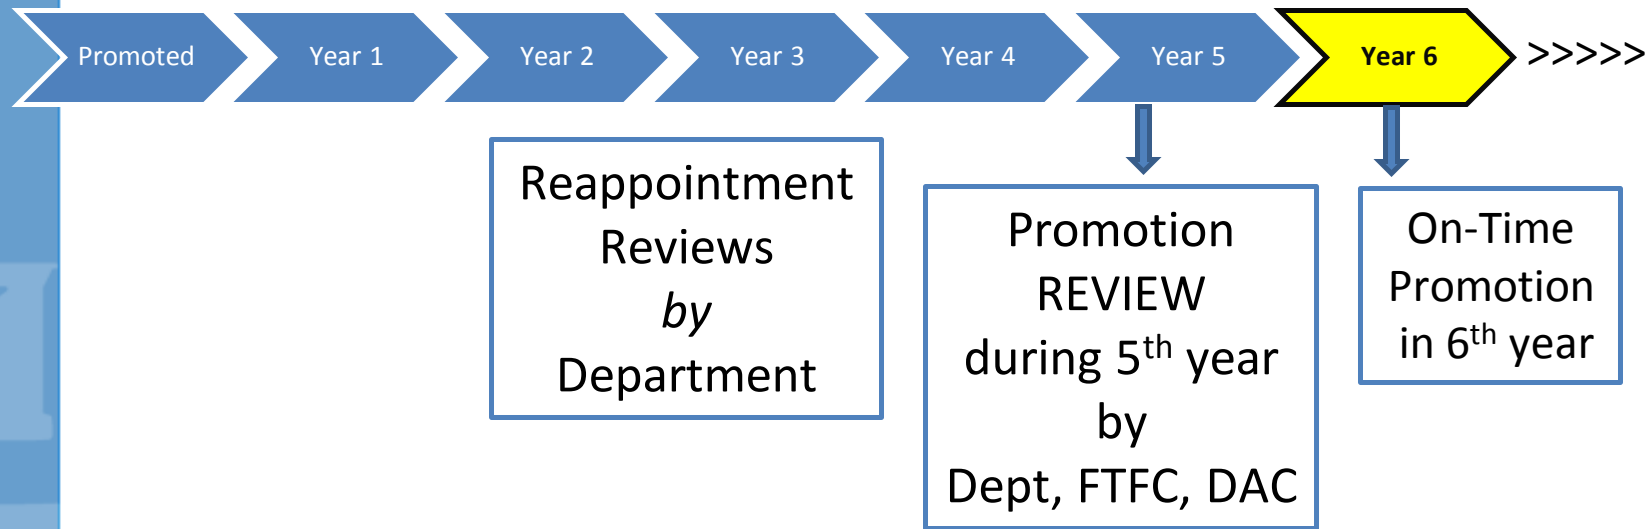 Promoted
Year 1
Year 2
Year 3
Year 4
Year 5
Year 6
>>>>>
Reappointment
Reviews
by
Department
Promotion
REVIEW
during 5th year
by
Dept, FTFC, DAC
On-Time
Promotion
in 6th year